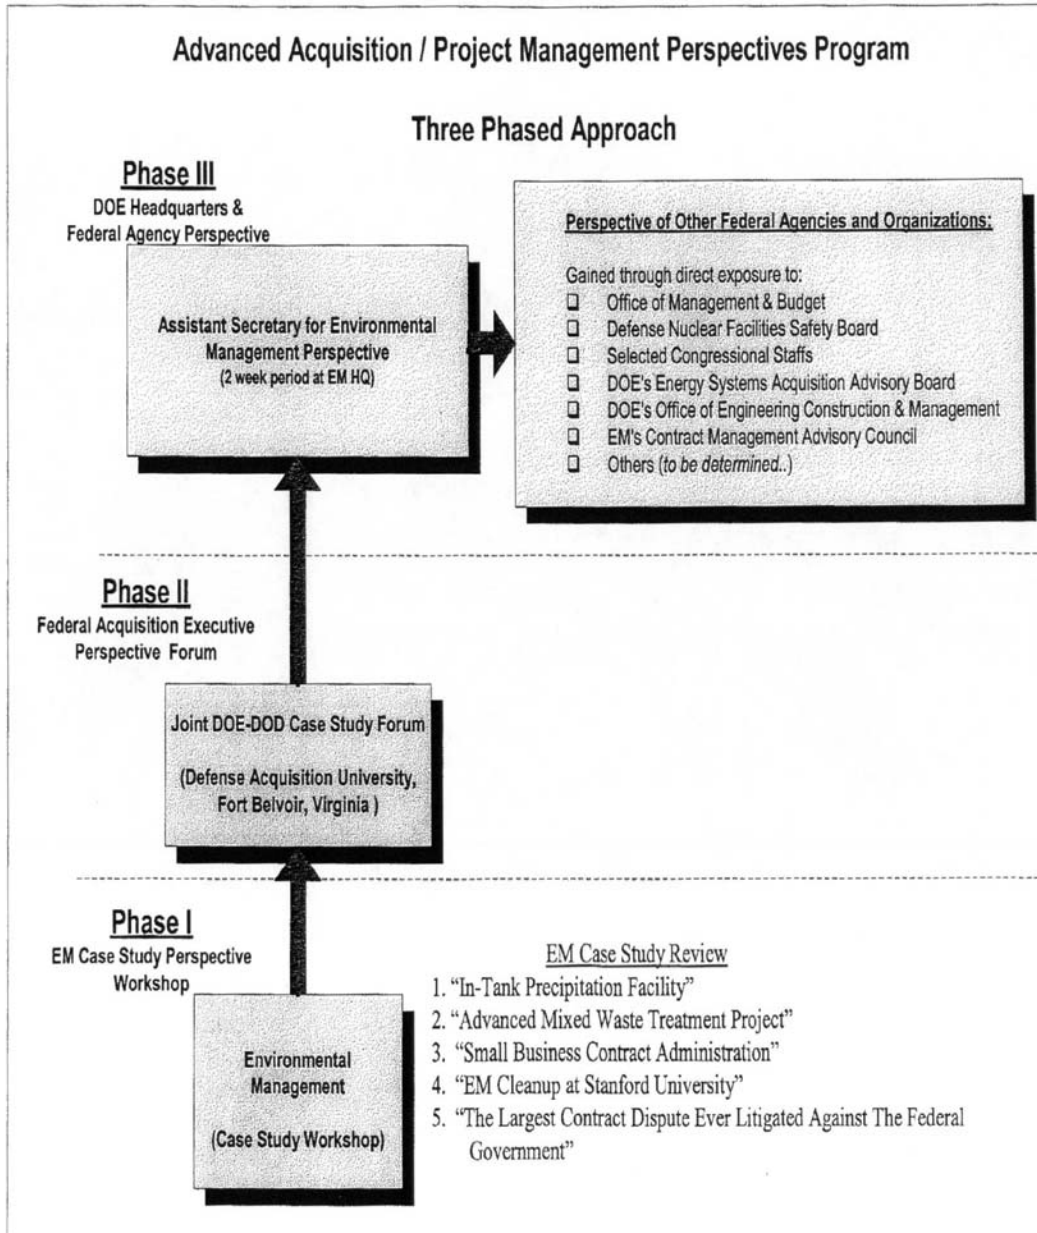 Advanced Acquisition / Project Management Perspectives Program
Three Phased Approach
Phase III
DOE Headquarters &
Federal Agency Perspective
Assistant Secretary for Environmental
Management Perspective
(2 week period at EM HQ)
Perspective of Other Federal Agencies and Organizations:
Gained through direct exposure to:
❑ Office of Management & Budget
❑ Defense Nuclear Facilities Safety Board
❑ Selected Congressional Staffs
❑ DOE's Energy Systems Acquisition Advisory Board
❑ DOE's Office of Engineering Construction & Management
❑ EM's Contract Management Advisory Council
❑ Others (to be determined..)
Phase II
Federal Acquisition Executive
Perspective Forum
Joint DOE-DOD Case Study Forum
(Defense Acquisition University,
Fort Belvoir, Virginia )
Phase I
EM Case Study Perspective
Workshop
Environmental
Management
(Case Study Workshop)
EM Case Study Review
1. “In-Tank Precipitation Facility”
2. “Advanced Mixed Waste Treatment Project”
3. “Small Business Contract Administration”
4. “EM Cleanup at Stanford University”
5. “The Largest Contract Dispute Ever Litigated Against The Federal
Government”